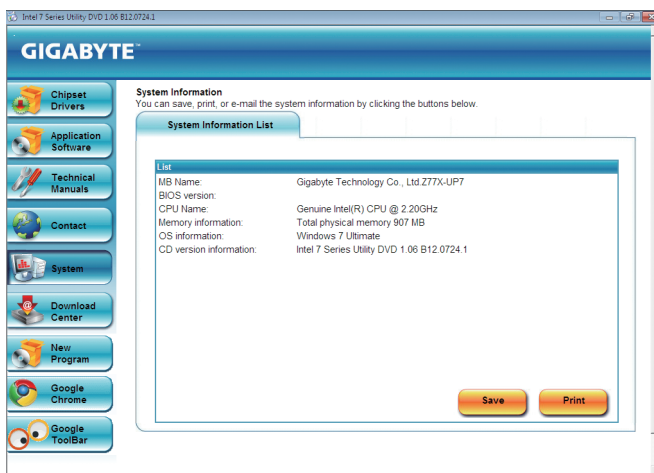 Intel 7 Series Utility DVD 1.06 B12.0724.1
GIGABYTE™
Chipset
Drivers
Application
Software
Technical
Manuals
Contact
System
Download
Center
New
Program
Google
Chrome
Google
ToolBar
System Information
You can save, print, or e-mail the system information by clicking the buttons below.
System Information List
List
MB Name: Gigabyte Technology Co., Ltd.Z77X-UP7
BIOS version:
CPU Name: Genuine Intel(R) CPU @ 2.20GHz
Memory information: Total physical memory 907 MB
OS information: Windows 7 Ultimate
CD version information: Intel 7 Series Utility DVD 1.06 B12.0724.1
Save Print